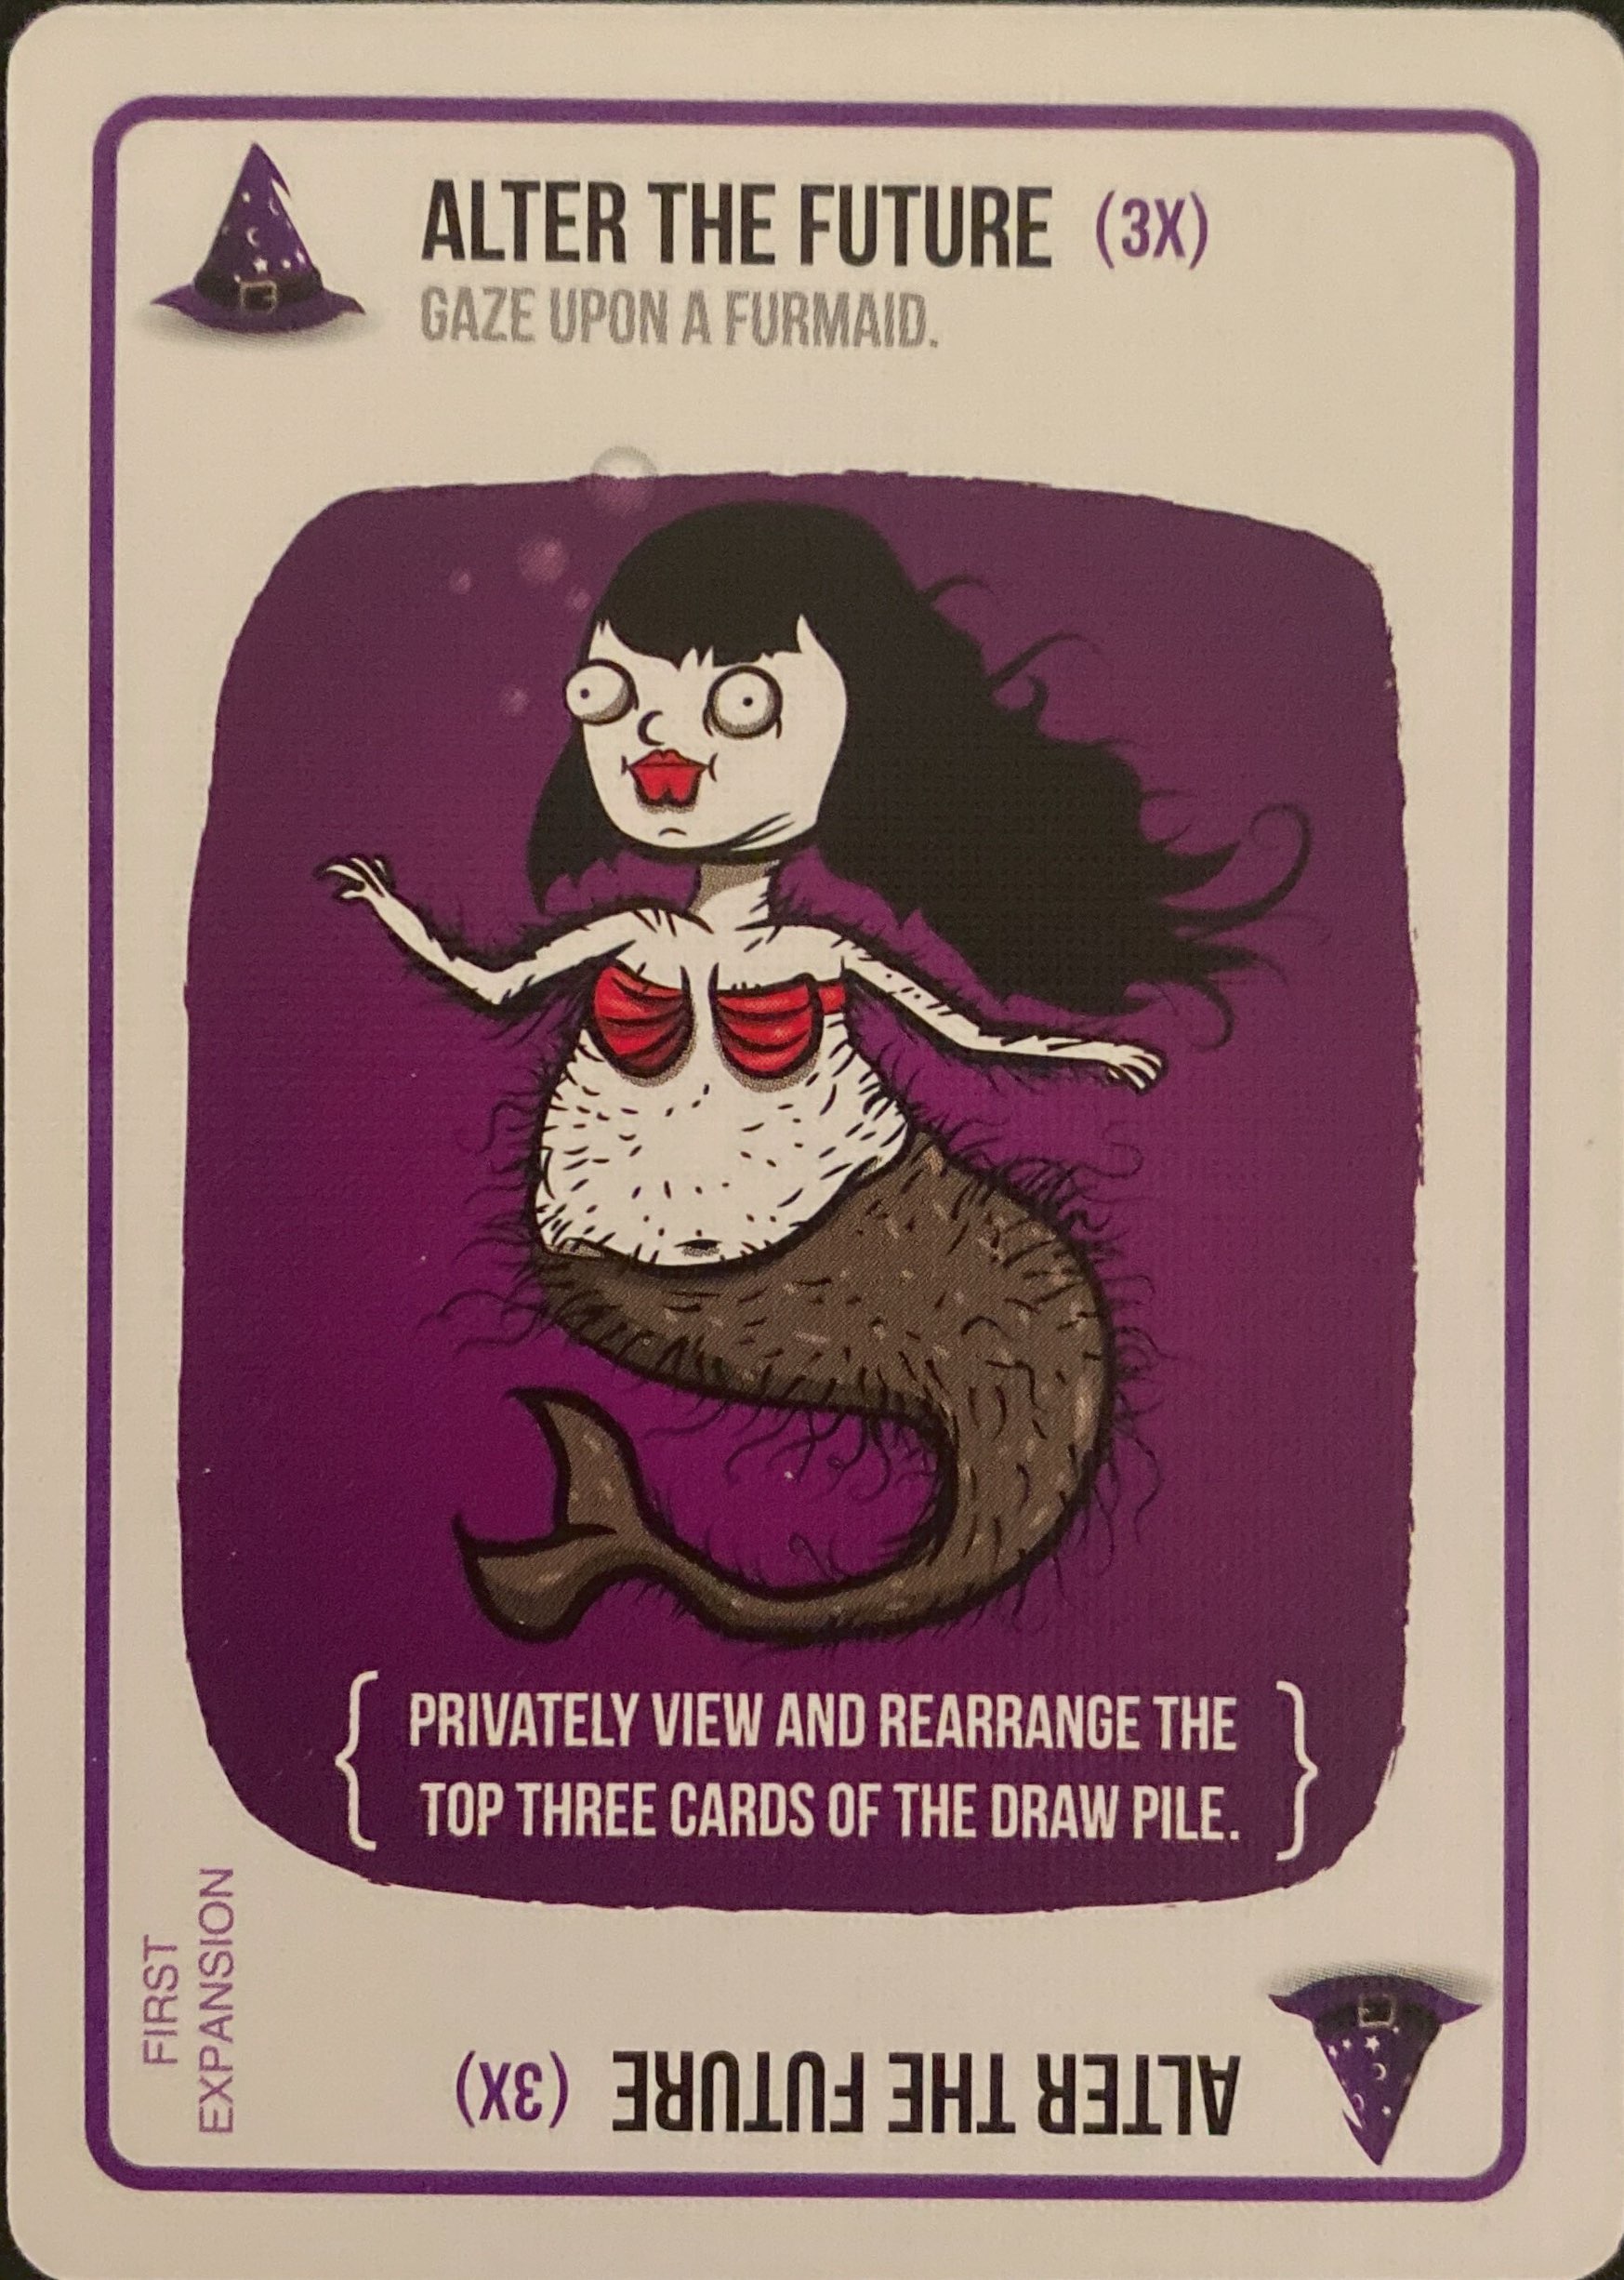 ALTER THE FUTURE (3X)
GAZE UPON A FURMAID.
PRIVATELY VIEW AND REARRANGE THE
TOP THREE CARDS OF THE DRAW PILE.
FIRST
EXPANSION
ALTER THE FUTURE (3X)